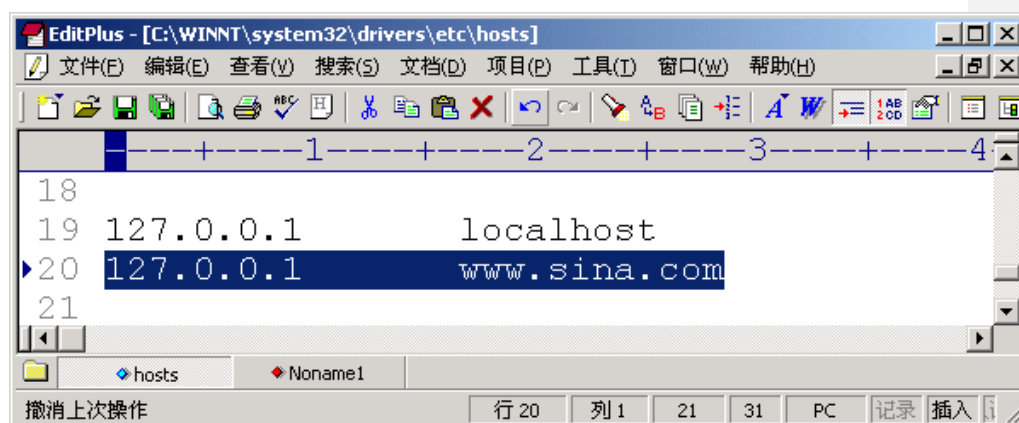 EditPlus - [C:\WINNT\system32\drivers\etc\hosts]
文件(F) 编辑(E) 查看(V) 搜索(S) 文档(D) 项目(P) 工具(T) 窗口(W) 帮助(H)
----+----1----+----2----+----3----+----4
18
19 127.0.0.1 localhost
20 127.0.0.1 www.sina.com
21
hosts Noname1
撤消上次操作 行 20 列 1 21 31 PC 记录 插入